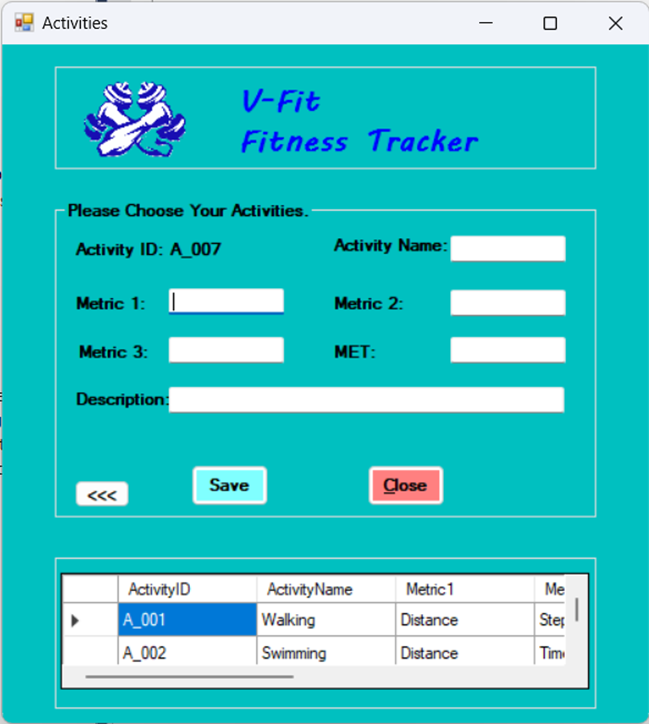 Activities
V-Fit
Fitness Tracker
Please Choose Your Activities.
Activity ID: A_007 Activity Name:
Metric 1: Metric 2:
Metric 3: MET:
Description:
<<< Save Close
ActivityID ActivityName Metric1 Me
A_001 Walking Distance Step
A_002 Swimming Distance Time